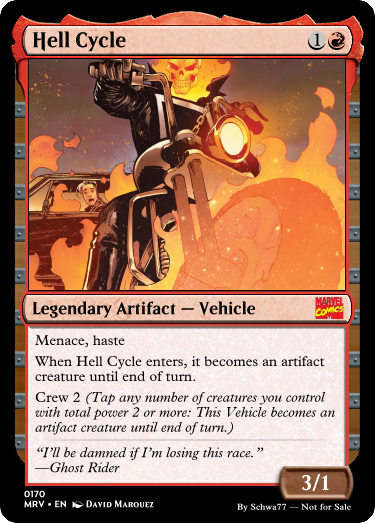 Hell Cycle 1
MARVEL
COMICS
Legendary Artifact — Vehicle
Menace, haste
When Hell Cycle enters, it becomes an artifact
creature until end of turn.
Crew 2 (Tap any number of creatures you control
with total power 2 or more: This Vehicle becomes an
artifact creature until end of turn.)
“I’ll be damned if I’m losing this race.”
—Ghost Rider
3/1
0170
MRV • EN David Marquez
By Schwa77 — Not for Sale